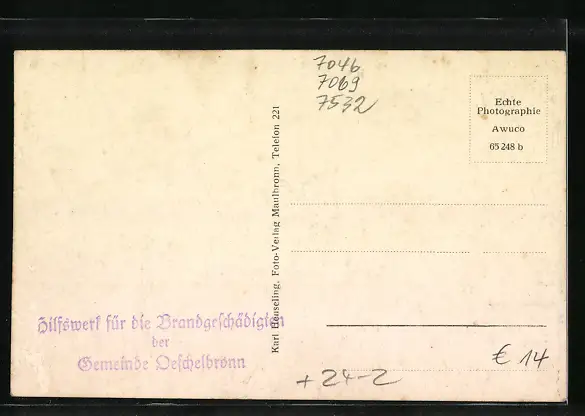 7046
7069
7532
Echte
Photographie
Awuco
65 248 b
Karl Heuseling, Foto-Verlag Maulbronn, Telefon 221
Hilfswerk für die Brandgeschädigten
der
Gemeinde Oeschelbronn
€ 14
+ 24-2